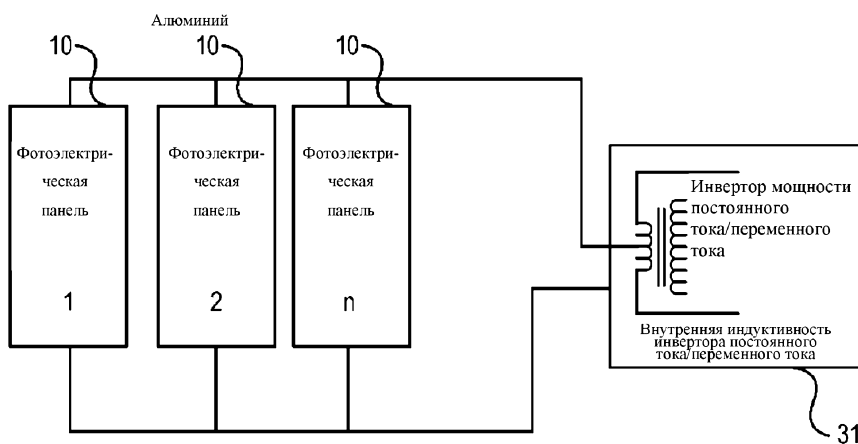 Алюминий
10
10
10
Фотоэлектри-
ческая
панель
1
Фотоэлектри-
ческая
панель
2
Фотоэлектри-
ческая
панель
n
Инвертор мощности
постоянного
тока/переменного
тока
Внутренняя индуктивность
инвертора постоянного
тока/переменного тока
31